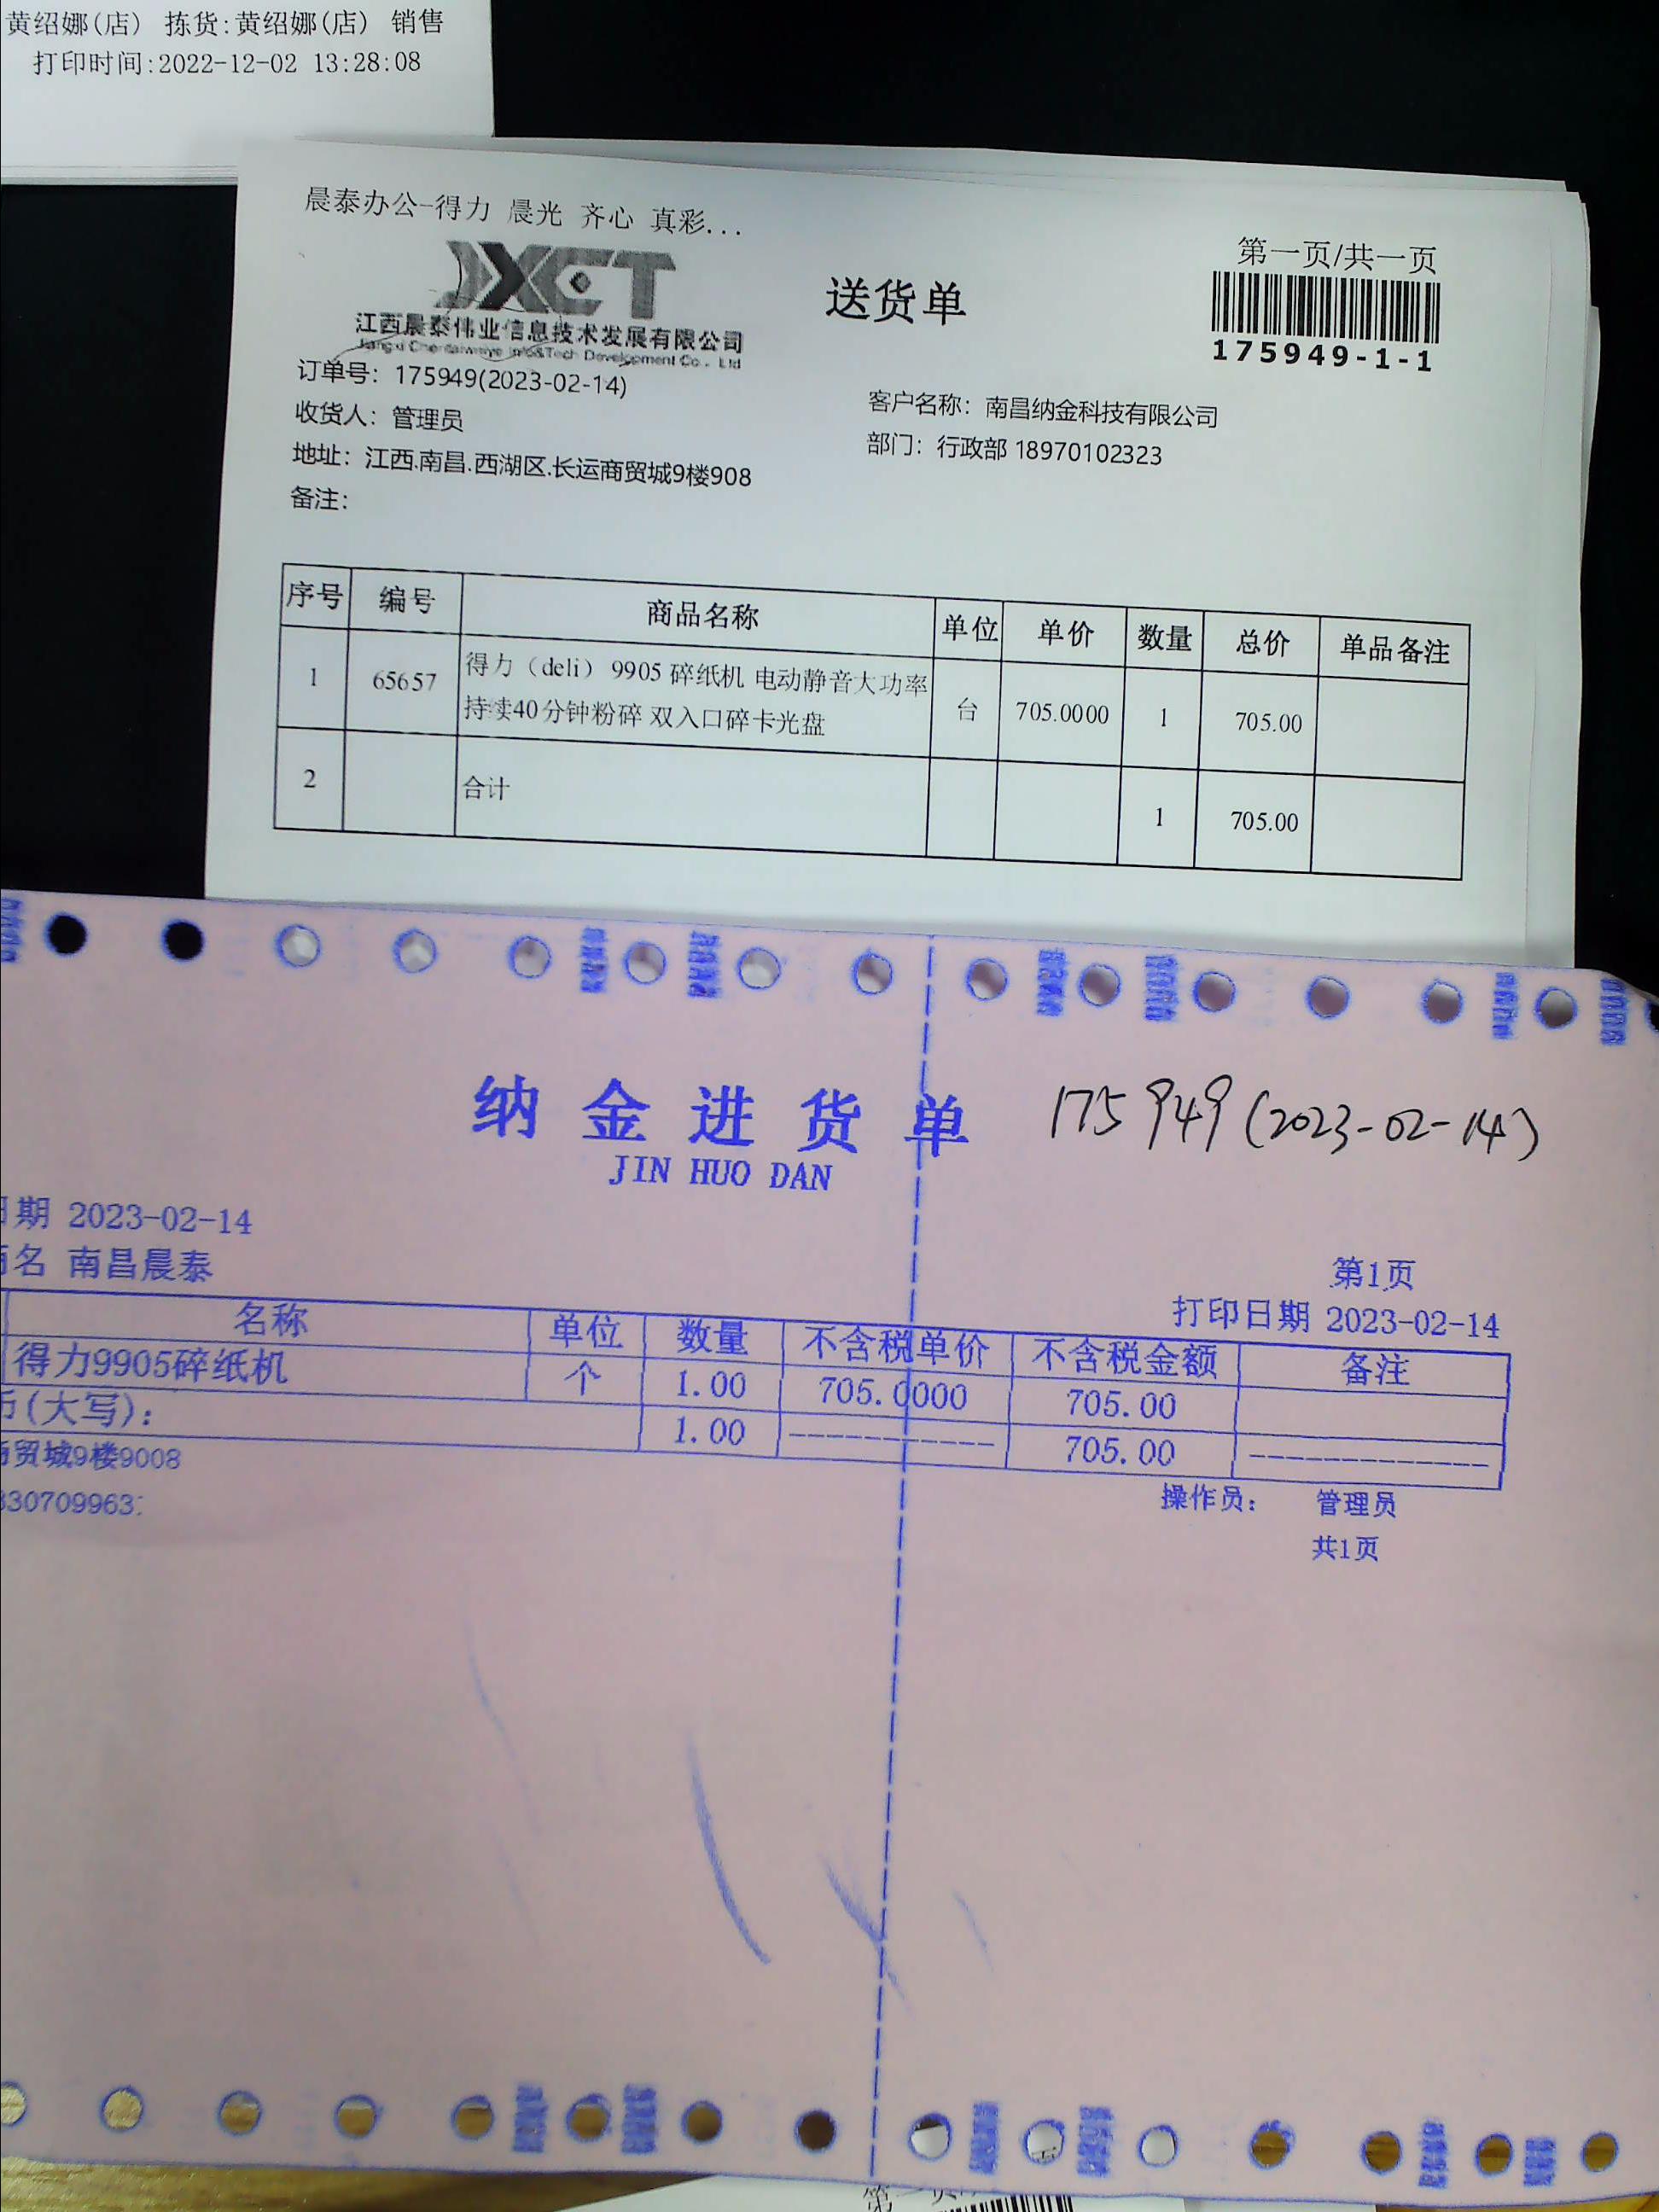 黄绍娜(店) 拣货:黄绍娜(店) 销售
打印时间:2022-12-02 13:28:08
晨泰办公-得力 晨光 齐心 真彩...
JXCT
江西晨泰伟业信息技术发展有限公司
送货单
第一页/共一页
175949-1-1
订单号：175949(2023-02-14)
收货人：管理员
客户名称：南昌纳金科技有限公司
地址：江西.南昌.西湖区.长运商贸城9楼908
部门：行政部 18970102323
备注：
序号 编号 商品名称 单位 单价 数量 总价 单品备注
1 65657 得力（deli） 9905 碎纸机 电动静音大功率 台 705.0000 1 705.00
持续40分钟粉碎 双入口碎卡光盘
2 合计 1 705.00
纳金进货单 175949(2023-02-14)
JIN HUO DAN
日期 2023-02-14
名 南昌晨泰
第1页
打印日期 2023-02-14
名称 单位 数量 不含税单价 不含税金额 备注
得力9905碎纸机 个 1.00 705.0000 705.00
(大写): 1.00 ----------- 705.00 -------------
贸城9楼9008
操作员： 管理员
30709963:
共1页